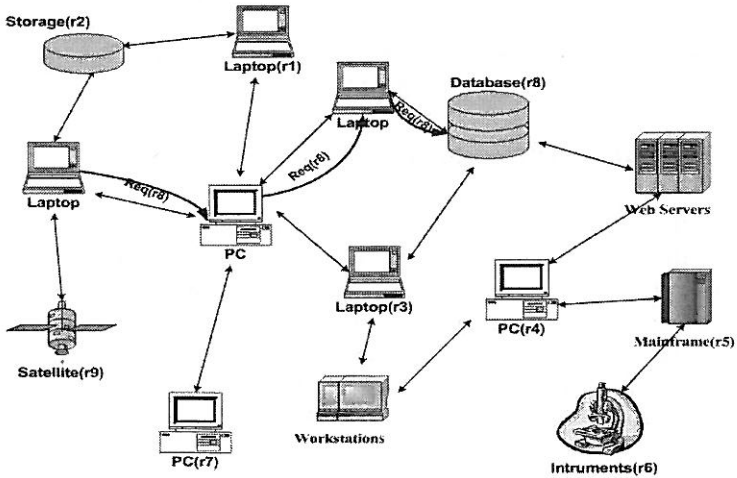 Storage(r2)
Laptop(r1)
Laptop
Database(r8)
Req(r8)
Laptop
Req(r8)
Req(r8)
PC
Web Servers
Laptop(r3)
PC(r4)
Mainframe(r5)
Satellite(r9)
PC(r7)
Workstations
Intruments(r6)